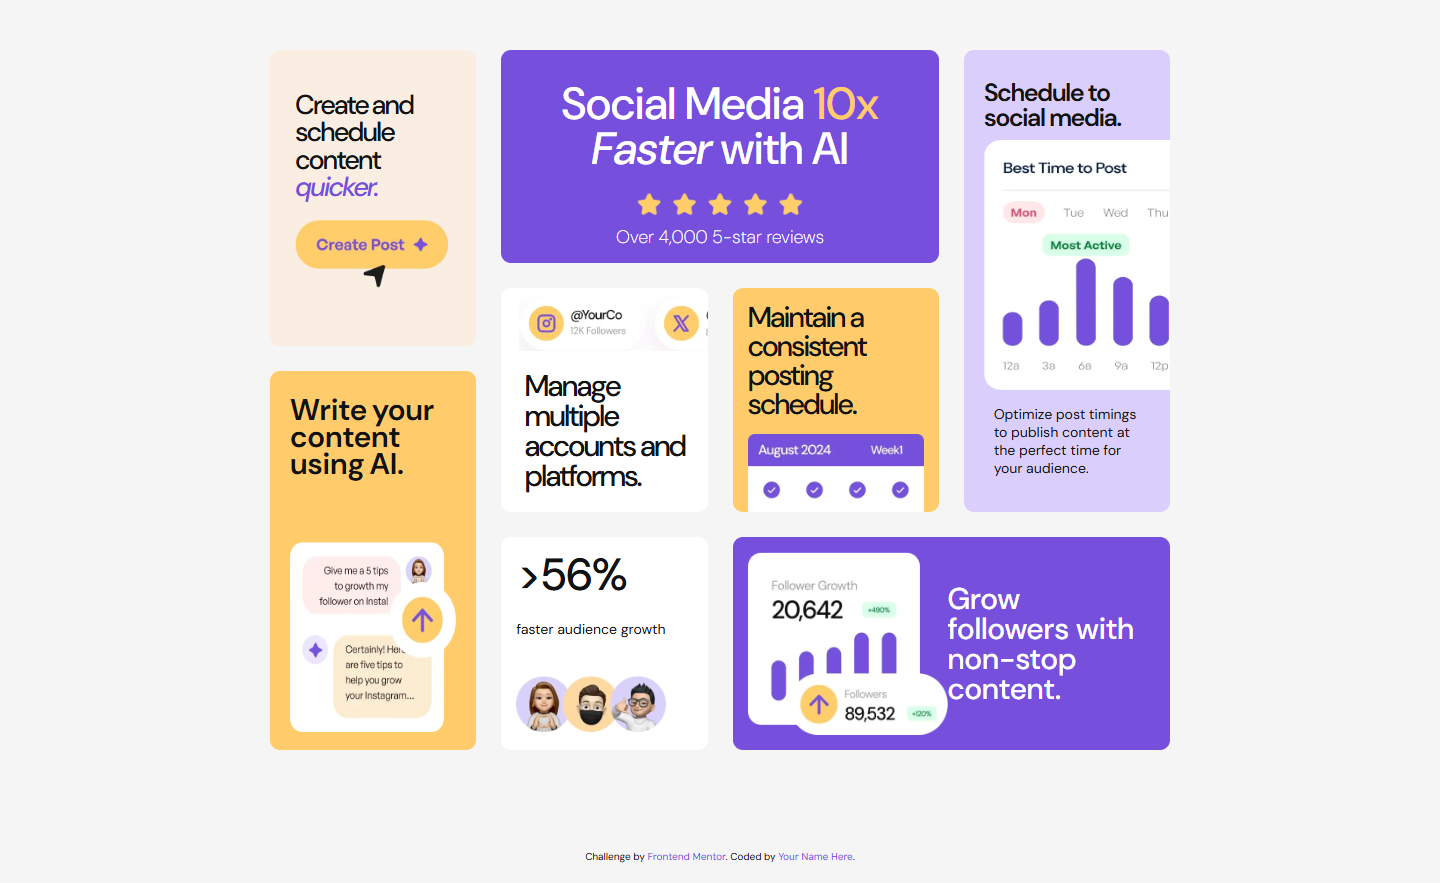 Create and
schedule
content
quicker.
Create Post
Social Media 10x
Faster with AI
Over 4,000 5-star reviews
Schedule to
social media.
Best Time to Post
Mon Tue Wed Thu
Most Active
12a 3a 6a 9a 12p
Optimize post timings
to publish content at
the perfect time for
your audience.
@YourCo
12K Followers
Manage
multiple
accounts and
platforms.
Maintain a
consistent
posting
schedule.
August 2024 Week1
Write your
content
using AI.
Give me a 5 tips
to growth my
follower on Insta!
Certainly! Here
are five tips to
help you grow
your Instagram...
>56%
faster audience growth
Follower Growth
20,642 +490%
Followers
89,532 +120%
Grow
followers with
non-stop
content.
Challenge by Frontend Mentor. Coded by Your Name Here.